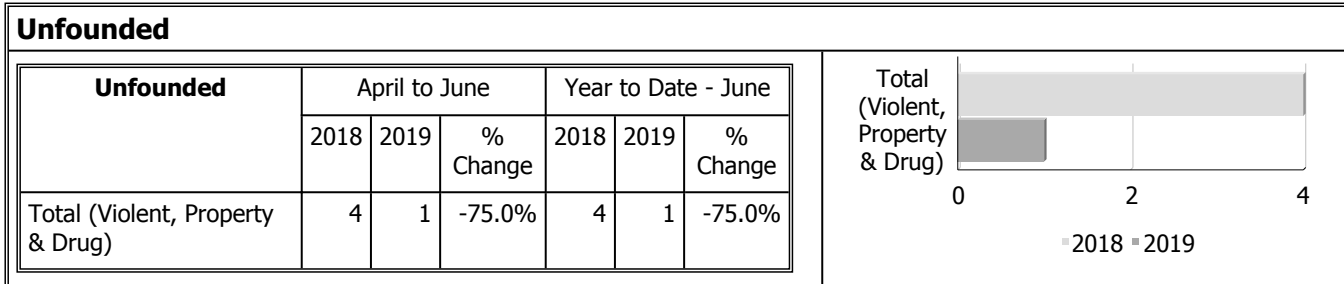 Unfounded
Unfounded April to June Year to Date - June
2018 2019 % Change 2018 2019 % Change
Total (Violent, Property & Drug) 4 1 -75.0% 4 1 -75.0%
Total
(Violent,
Property
& Drug)
0 2 4
2018 2019